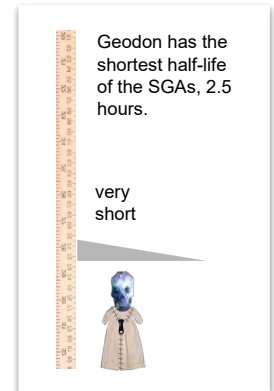 Geodon has the
shortest half-life
of the SGAs, 2.5
hours.
very
short